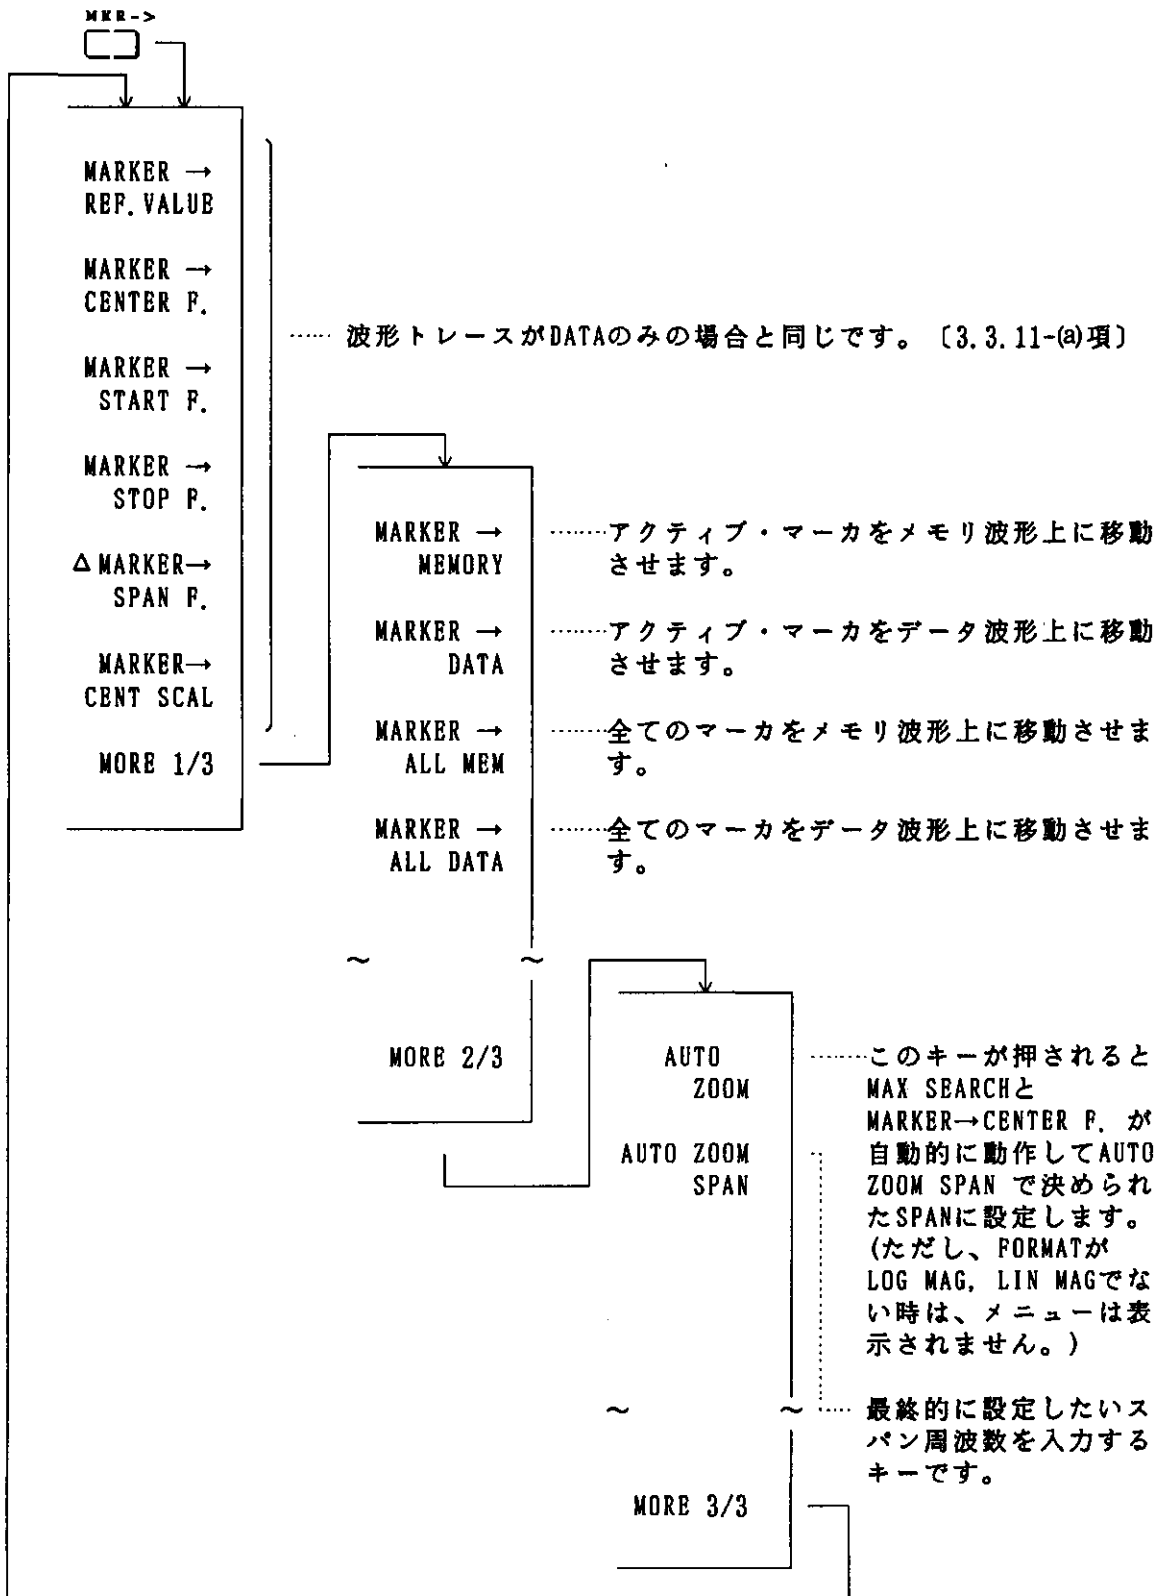 MKR->
MARKER →
REF. VALUE
MARKER →
CENTER F.
MARKER →
START F.
MARKER →
STOP F.
Δ MARKER→
SPAN F.
MARKER→
CENT SCAL
MORE 1/3
…… 波形トレースがDATAのみの場合と同じです。〔3.3.11-(a)項〕
MARKER →
MEMORY
……アクティブ・マーカをメモリ波形上に移動
させます。
MARKER →
DATA
……アクティブ・マーカをデータ波形上に移動
させます。
MARKER →
ALL MEM
……全てのマーカをメモリ波形上に移動させま
す。
MARKER →
ALL DATA
……全てのマーカをデータ波形上に移動させま
す。
～ ～
MORE 2/3
AUTO
ZOOM
……このキーが押されると
MAX SEARCHと
MARKER→CENTER F. が
自動的に動作してAUTO
ZOOM SPAN で決められ
たSPANに設定します。
(ただし、FORMATが
LOG MAG, LIN MAGでな
い時は、メニューは表
示されません。)
AUTO ZOOM
SPAN
～ ～
…… 最終的に設定したいス
パン周波数を入力する
キーです。
MORE 3/3